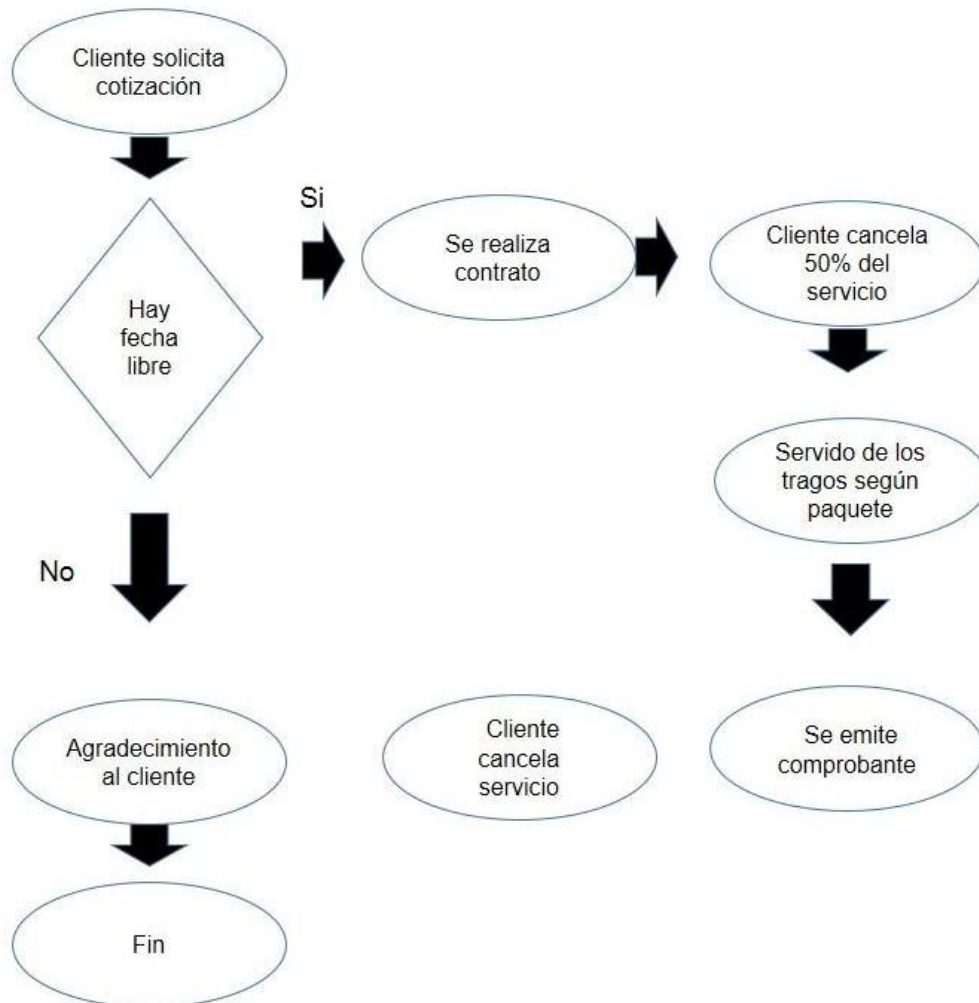 Cliente solicita
cotización
Si
Se realiza
contrato
Cliente cancela
50% del
servicio
Hay
fecha
libre
Servido de los
tragos según
paquete
No
Agradecimiento
al cliente
Cliente
cancela
servicio
Se emite
comprobante
Fin